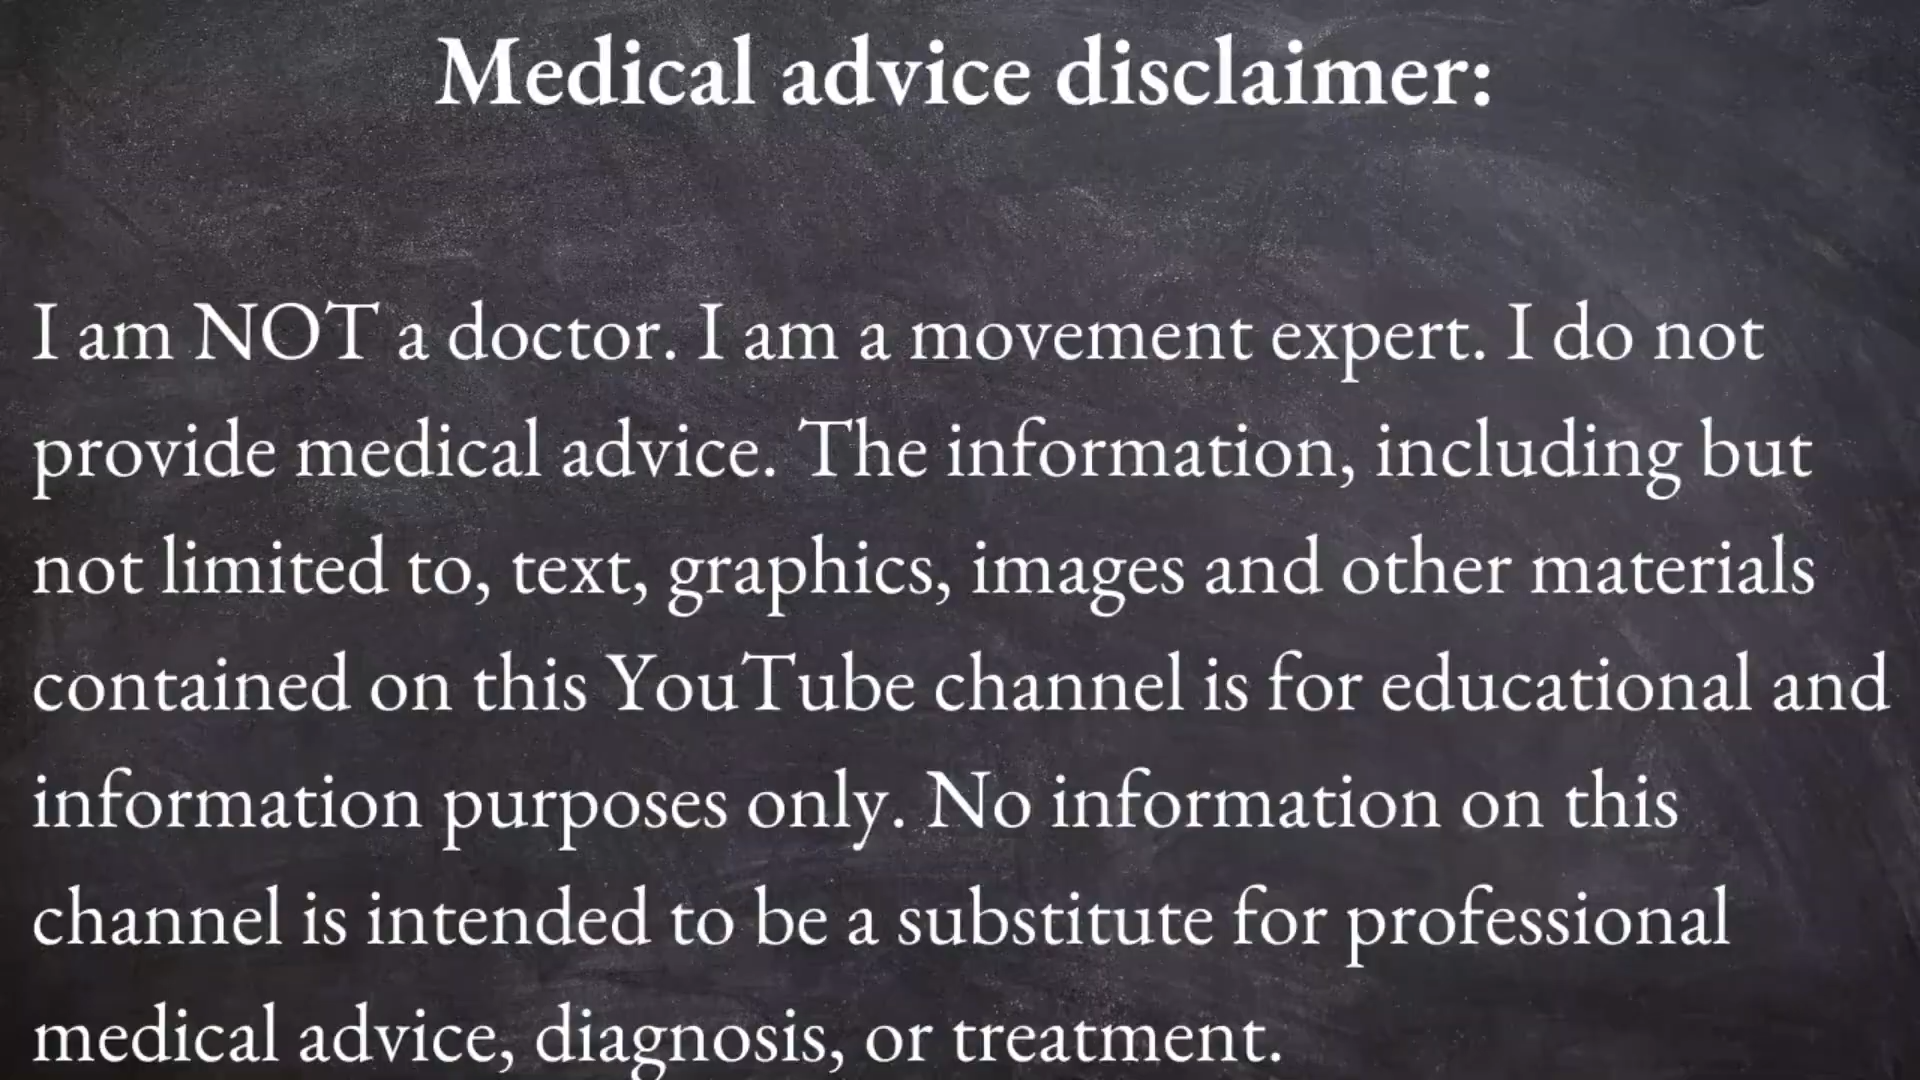 Medical advice disclaimer:
I am NOT a doctor. I am a movement expert. I do not
provide medical advice. The information, including but
not limited to, text, graphics, images and other materials
contained on this YouTube channel is for educational and
information purposes only. No information on this
channel is intended to be a substitute for professional
medical advice, diagnosis, or treatment.